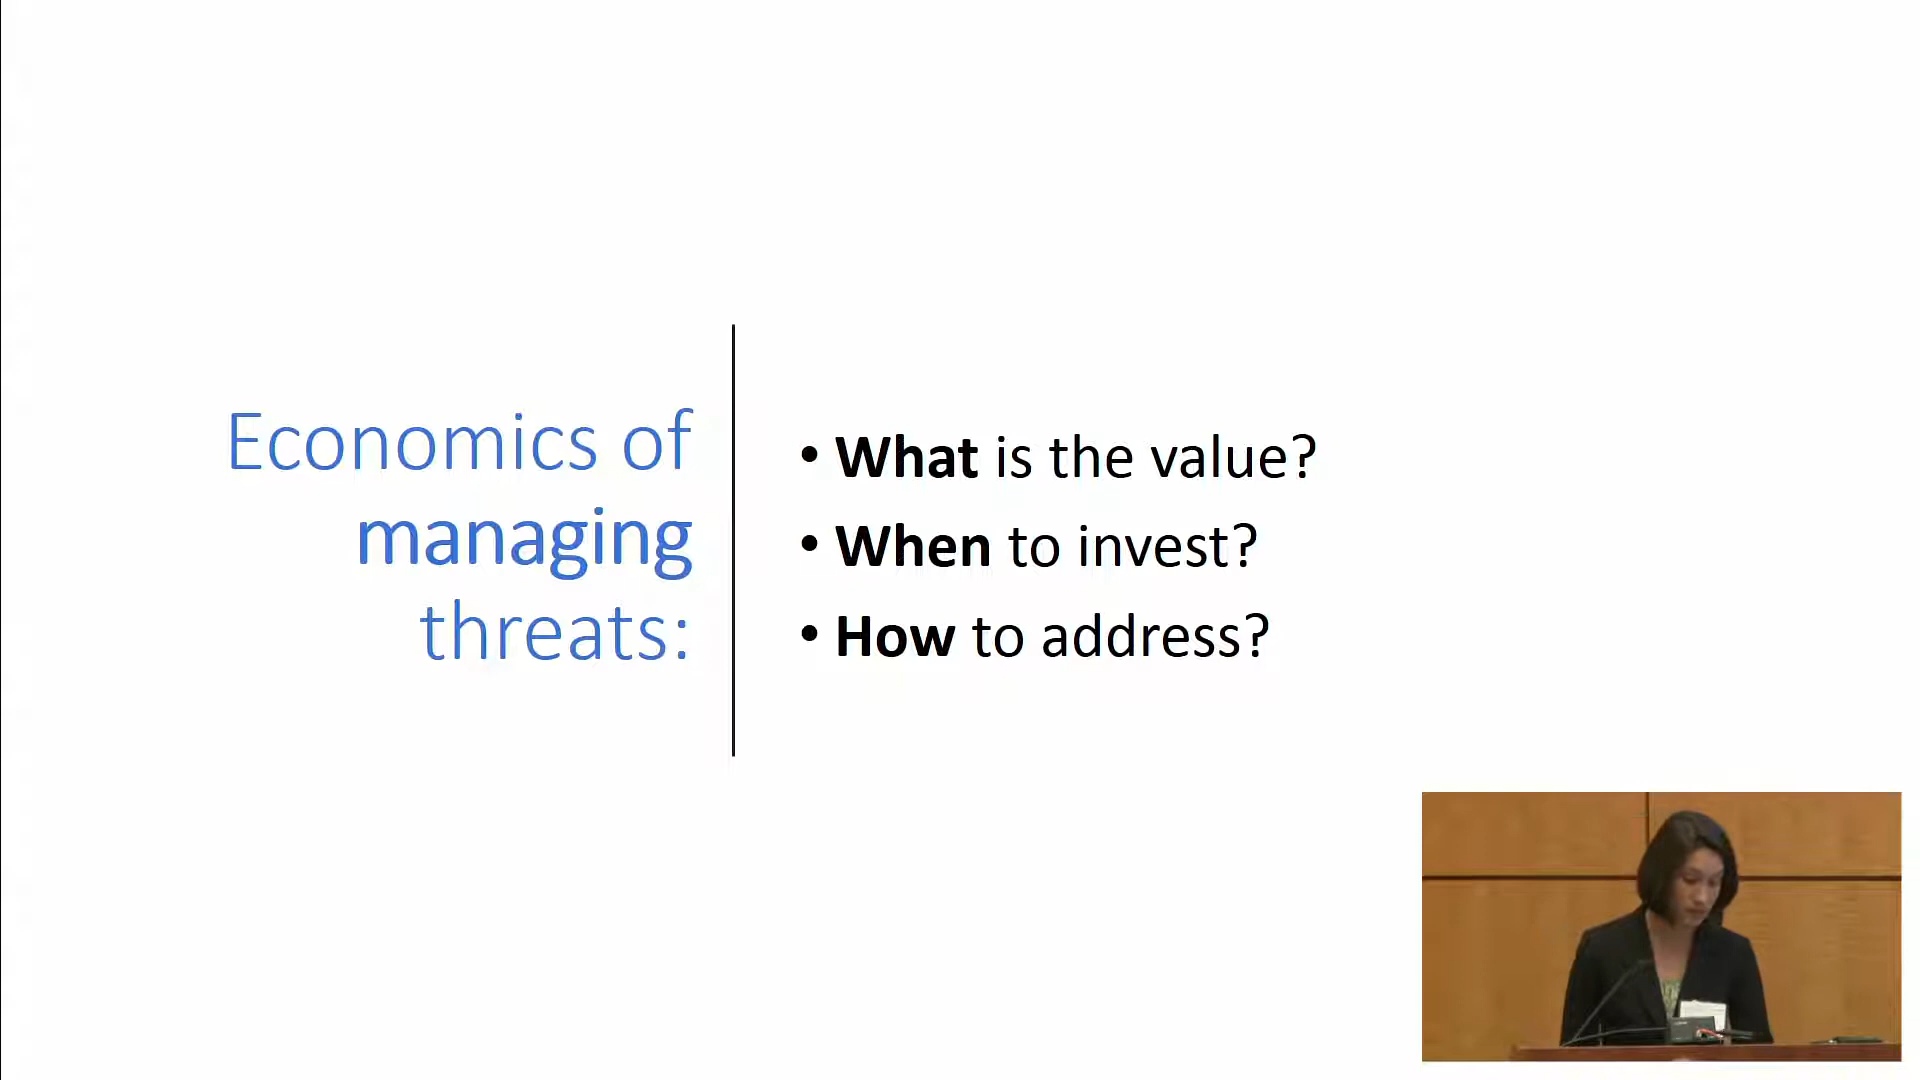 Economics of
managing
threats:
• What is the value?
• When to invest?
• How to address?